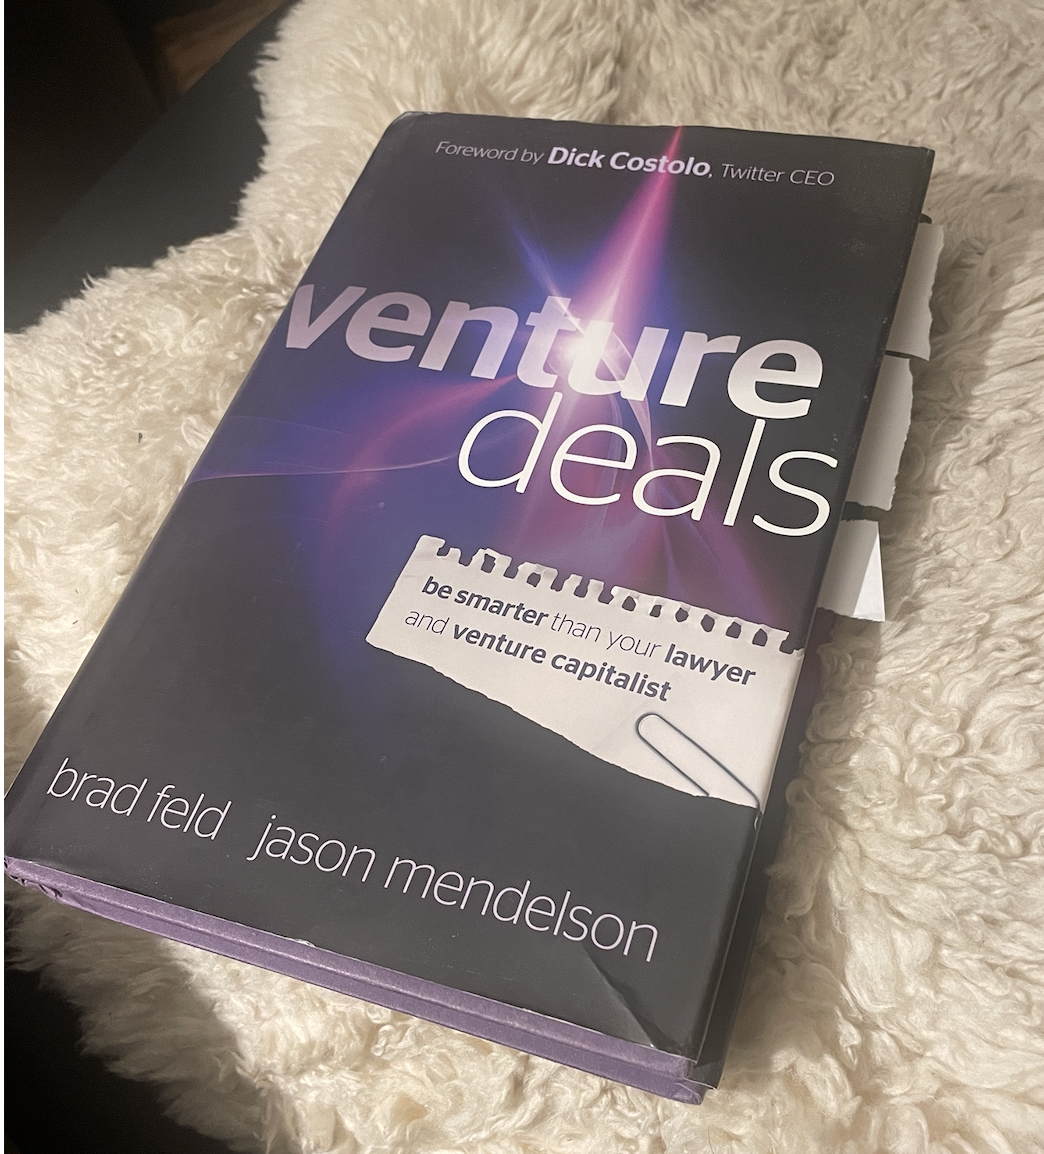 Foreword by Dick Costolo, Twitter CEO
venture
deals
be smarter than your lawyer
and venture capitalist
brad feld jason mendelson